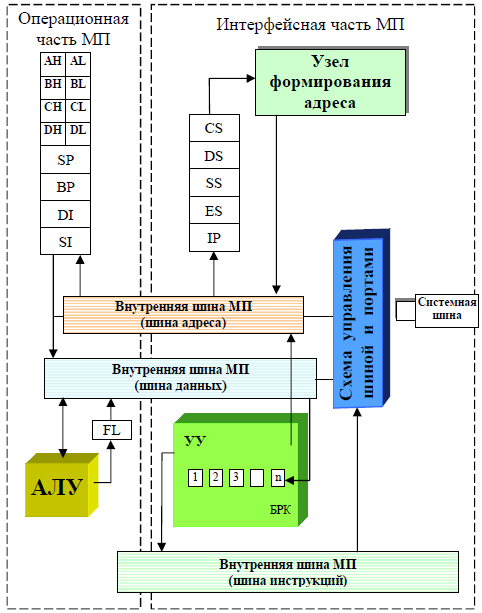 Операционная
часть МП
Интерфейсная часть МП
AH AL
BH BL
CH CL
DH DL
SP
BP
DI
SI
CS
DS
SS
ES
IP
Узел
формирования
адреса
Схема управления
шиной и портами
Системная
шина
Внутренняя шина МП
(шина адреса)
Внутренняя шина МП
(шина данных)
FL
АЛУ
УУ
1 2 3 n
БРК
Внутренняя шина МП
(шина инструкций)